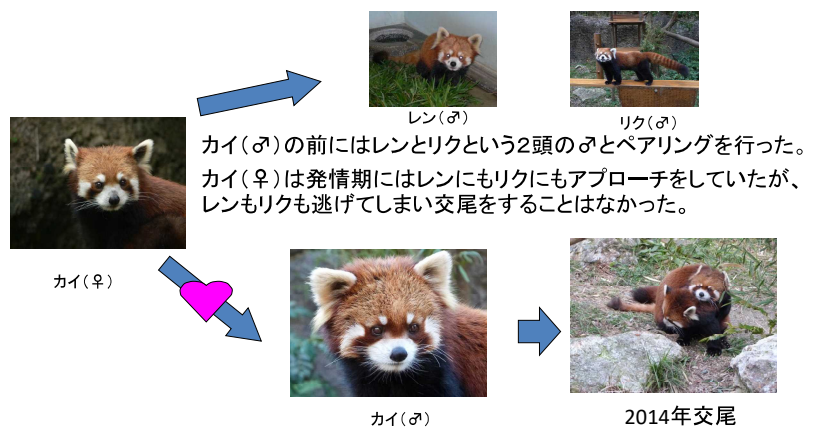 レン（♂）
リク（♂）
カイ（♂）の前にはレンとリクという２頭の♂とペアリングを行った。
カイ（♀）は発情期にはレンにもリクにもアプローチをしていたが、
レンもリクも逃げてしまい交尾をすることはなかった。
カイ（♀）
カイ（♂）
2014年交尾